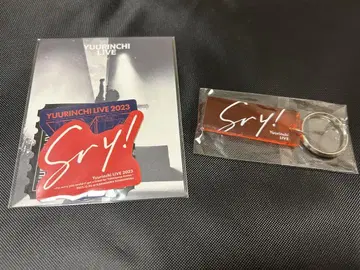 YUURINCHI
LIVE
YUURINCHI LIVE 2023
Sry!
Yuurinchi LIVE 2023
Sry!
Yuurinchi
LIVE